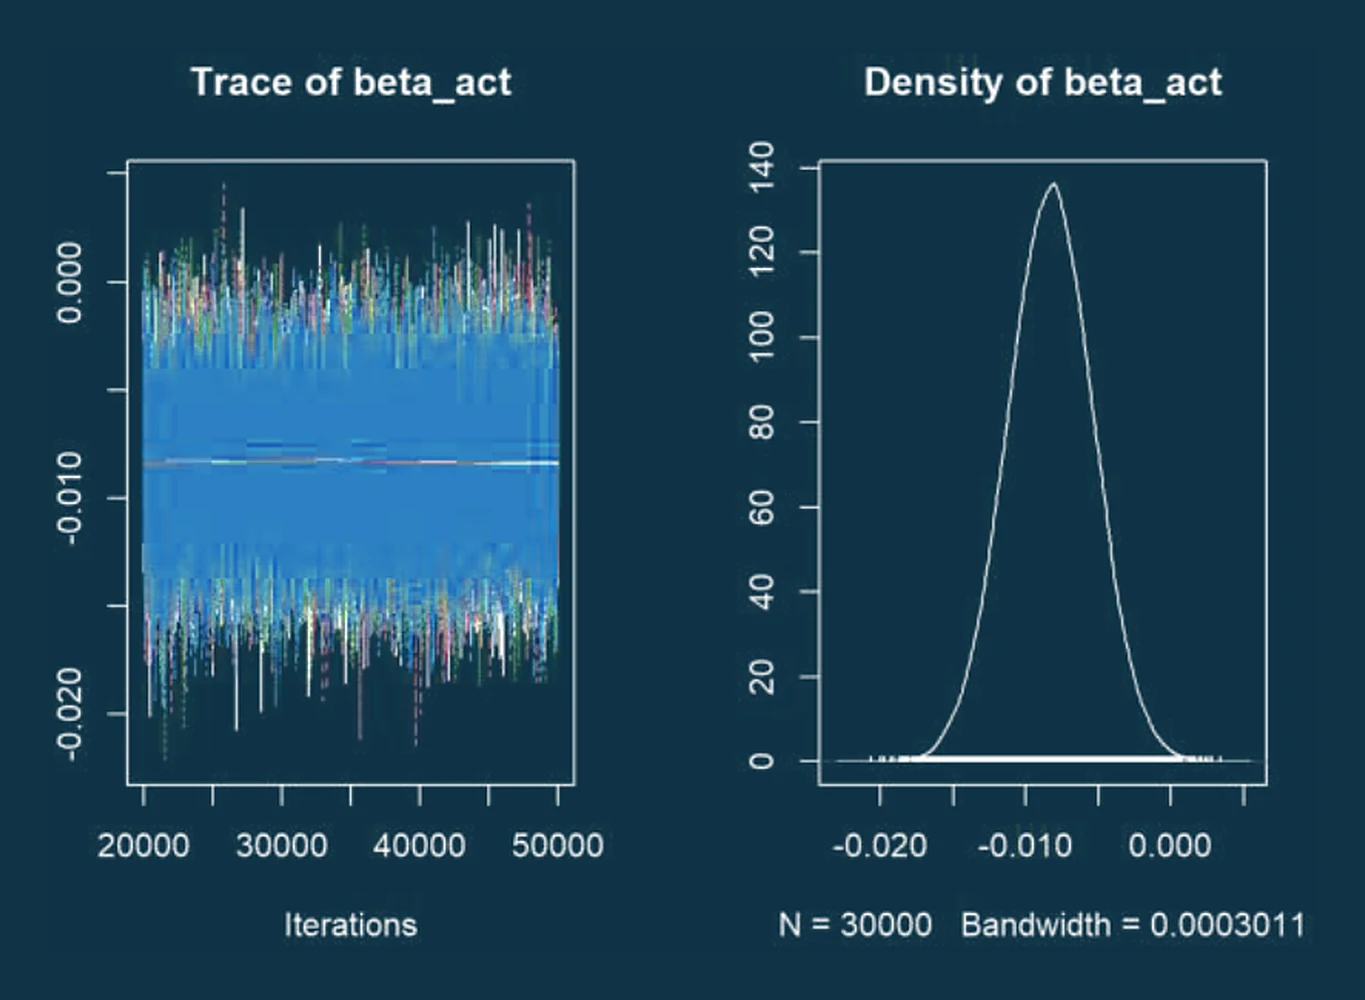 Trace of beta_act
0.000
-0.010
-0.020
20000 30000 40000 50000
Iterations
Density of beta_act
140
120
100
80
60
40
20
0
-0.020 -0.010 0.000
N = 30000 Bandwidth = 0.0003011